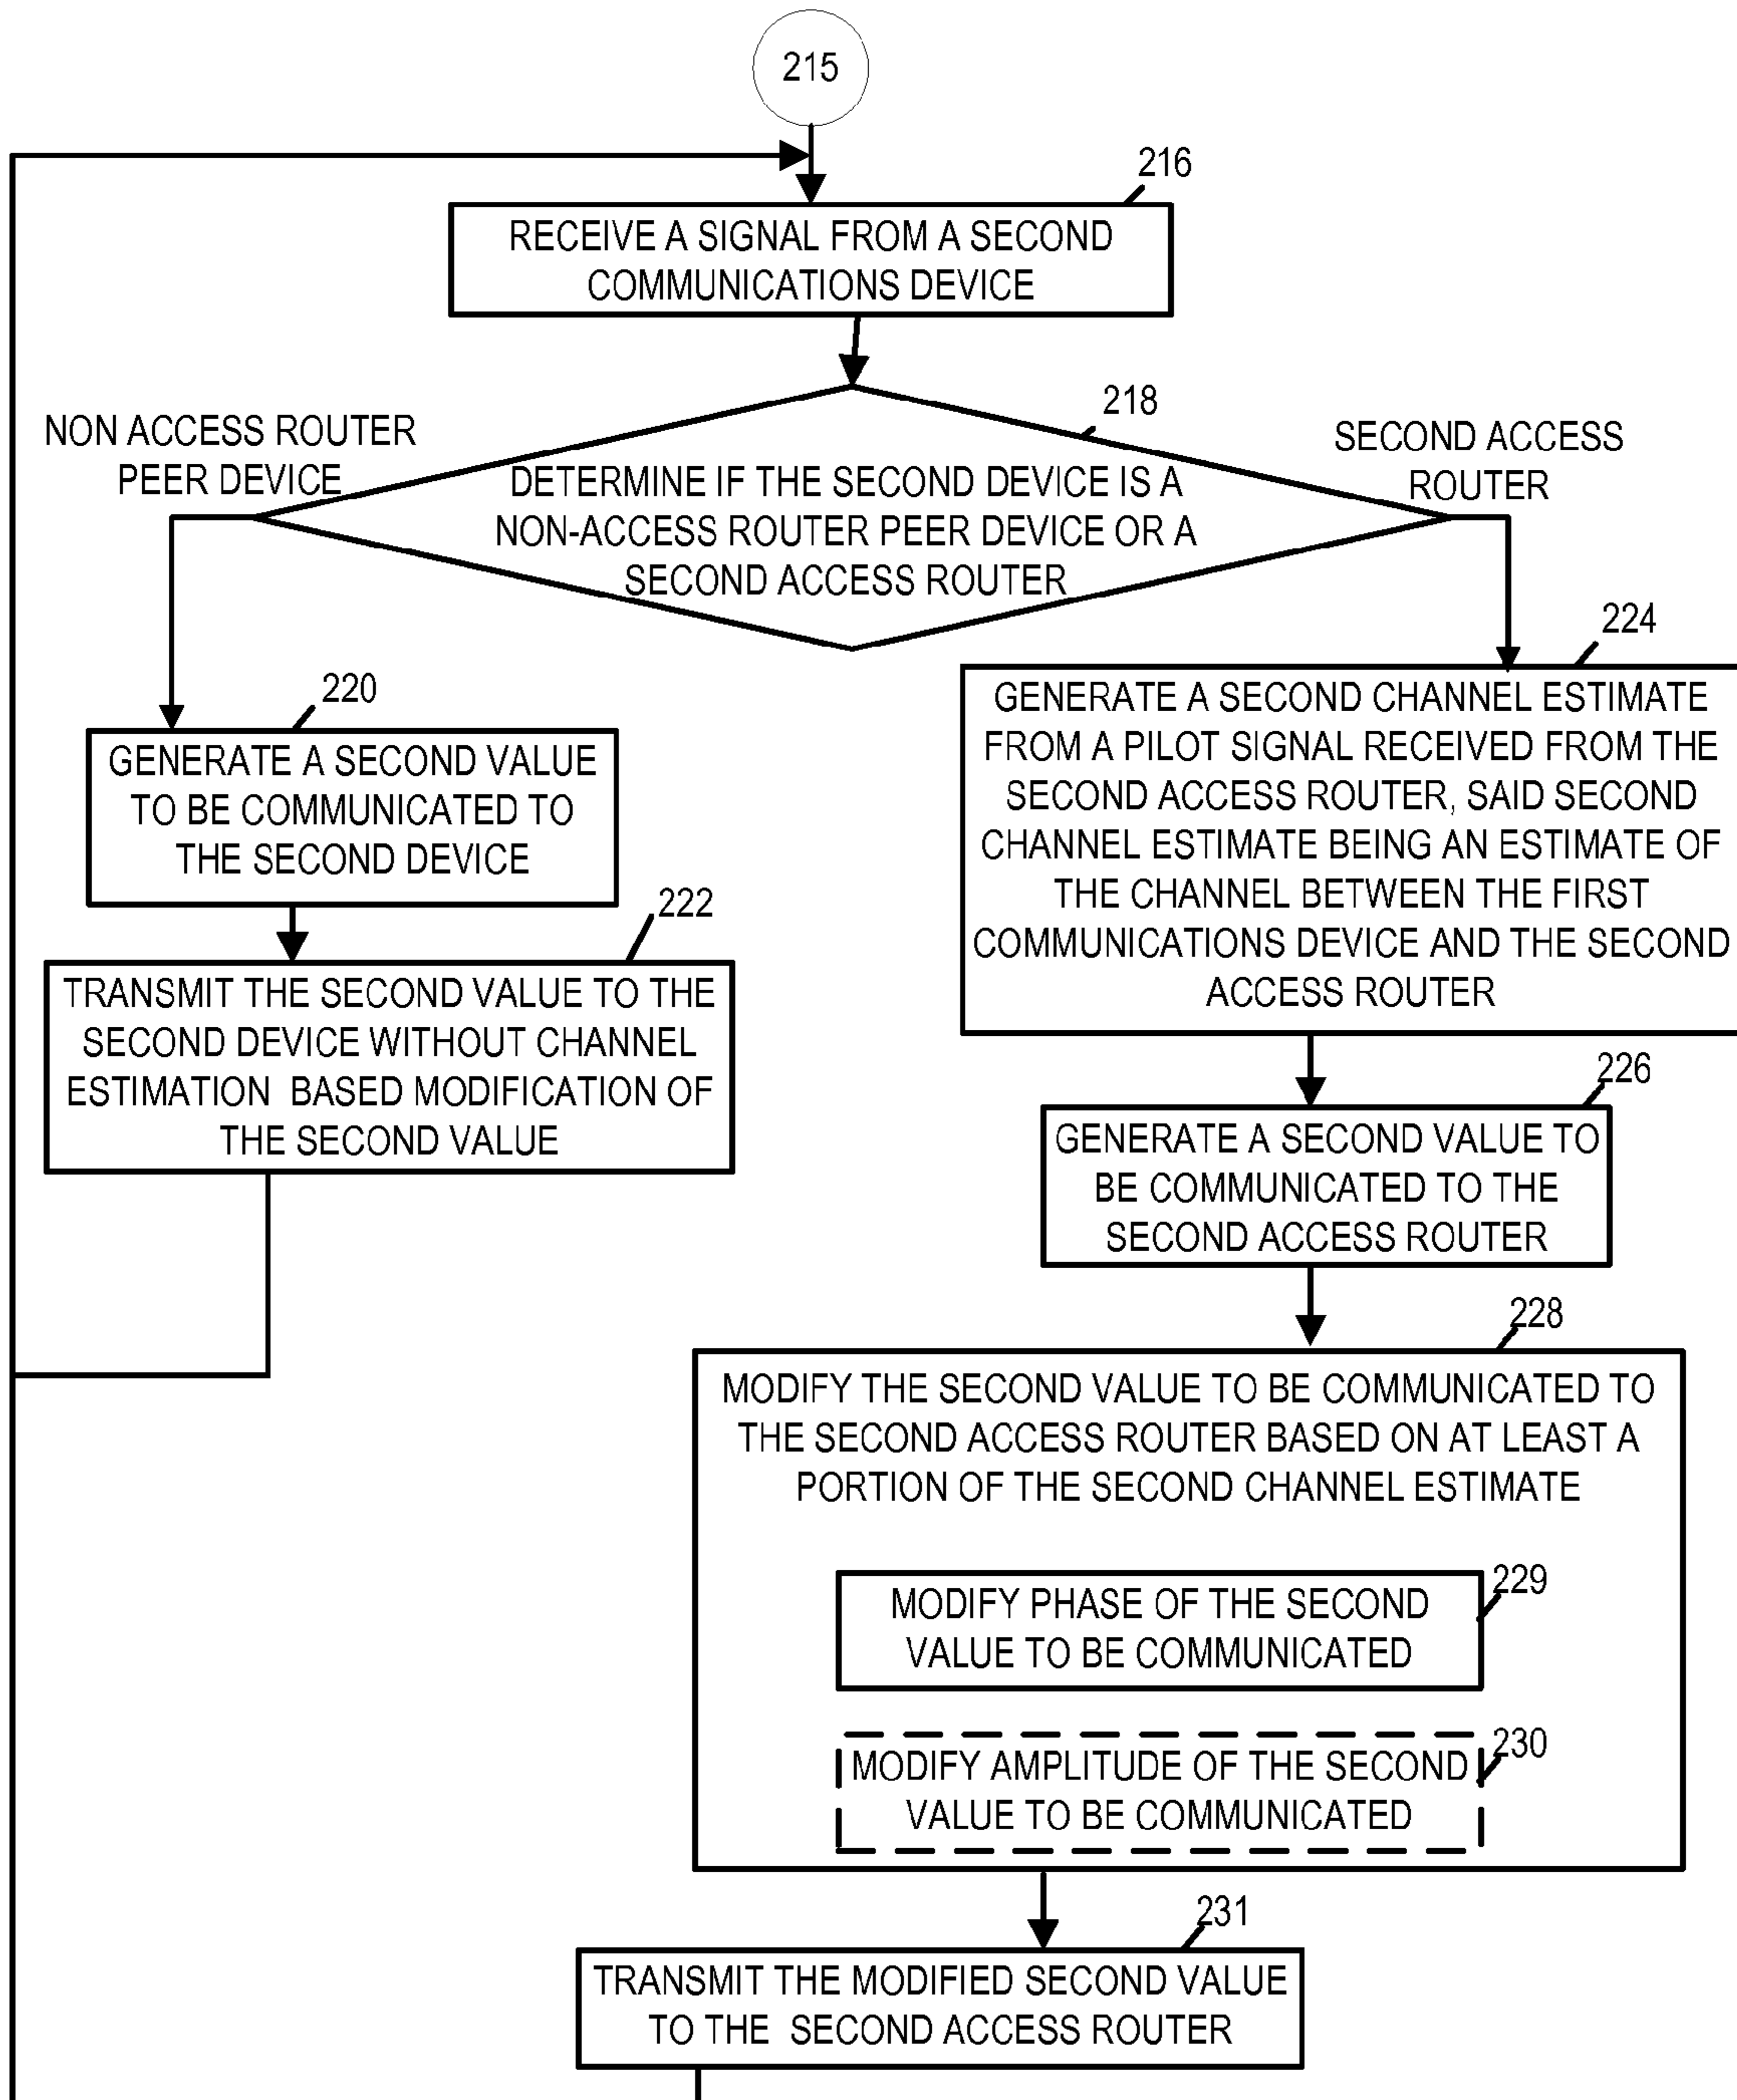 215
216
RECEIVE A SIGNAL FROM A SECOND
COMMUNICATIONS DEVICE
218
NON ACCESS ROUTER
PEER DEVICE
SECOND ACCESS
ROUTER
DETERMINE IF THE SECOND DEVICE IS A
NON-ACCESS ROUTER PEER DEVICE OR A
SECOND ACCESS ROUTER
220
GENERATE A SECOND VALUE
TO BE COMMUNICATED TO
THE SECOND DEVICE
222
TRANSMIT THE SECOND VALUE TO THE
SECOND DEVICE WITHOUT CHANNEL
ESTIMATION BASED MODIFICATION OF
THE SECOND VALUE
224
GENERATE A SECOND CHANNEL ESTIMATE
FROM A PILOT SIGNAL RECEIVED FROM THE
SECOND ACCESS ROUTER, SAID SECOND
CHANNEL ESTIMATE BEING AN ESTIMATE OF
THE CHANNEL BETWEEN THE FIRST
COMMUNICATIONS DEVICE AND THE SECOND
ACCESS ROUTER
226
GENERATE A SECOND VALUE TO
BE COMMUNICATED TO THE
SECOND ACCESS ROUTER
228
MODIFY THE SECOND VALUE TO BE COMMUNICATED TO
THE SECOND ACCESS ROUTER BASED ON AT LEAST A
PORTION OF THE SECOND CHANNEL ESTIMATE
229
MODIFY PHASE OF THE SECOND
VALUE TO BE COMMUNICATED
230
MODIFY AMPLITUDE OF THE SECOND
VALUE TO BE COMMUNICATED
231
TRANSMIT THE MODIFIED SECOND VALUE
TO THE SECOND ACCESS ROUTER